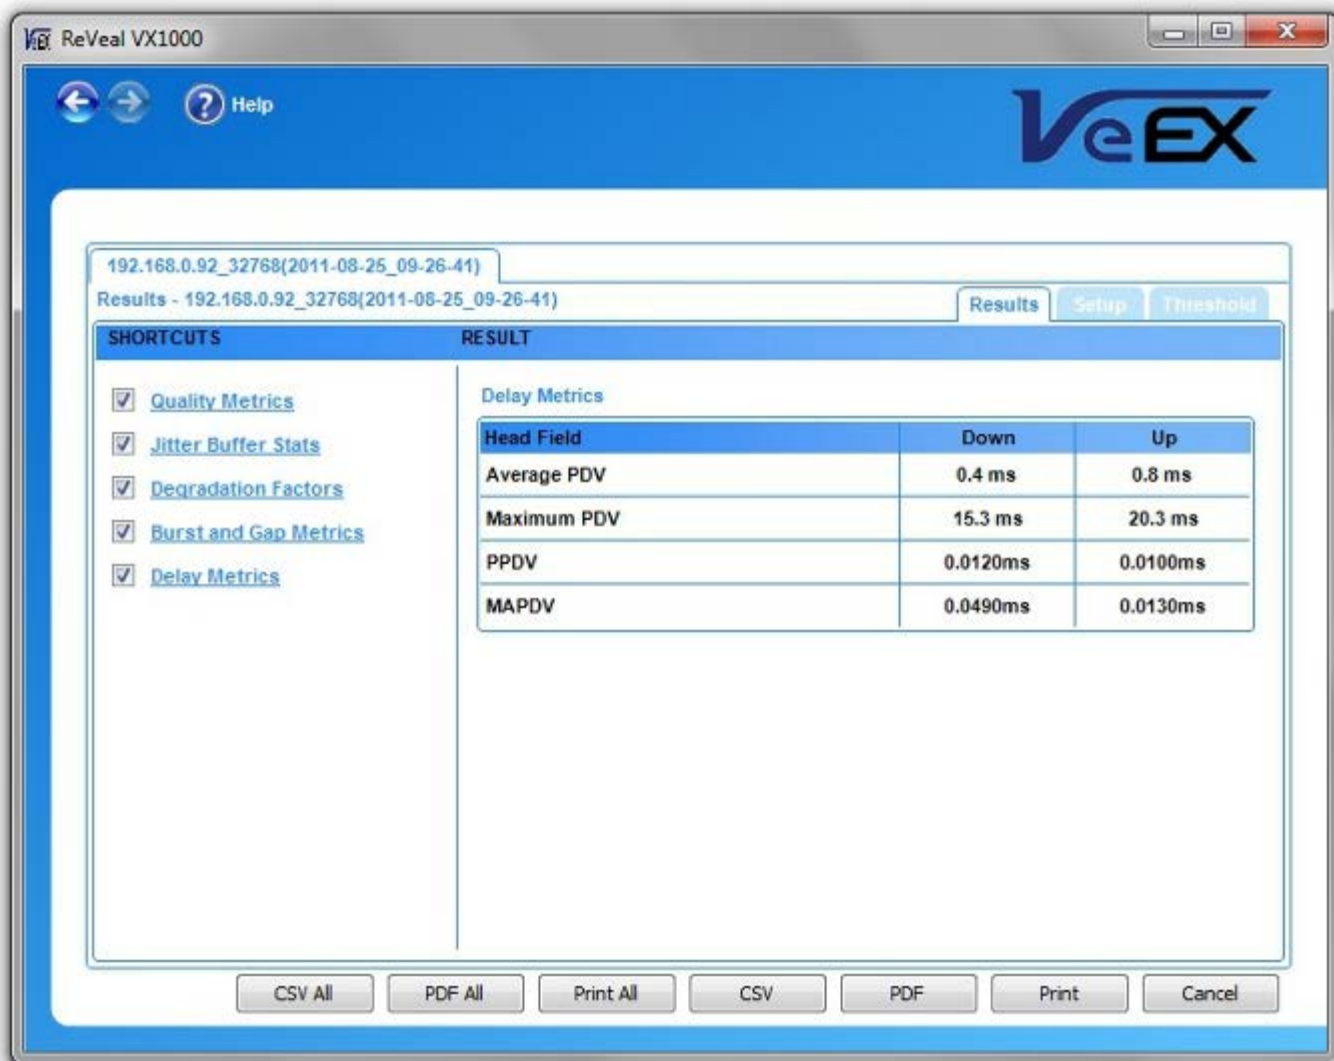 ReVeal VX1000
Help
VeEX
192.168.0.92_32768(2011-08-25_09-26-41)
Results - 192.168.0.92_32768(2011-08-25_09-26-41)
Results Setup Threshold
SHORTCUTS RESULT
Quality Metrics
Jitter Buffer Stats
Degradation Factors
Burst and Gap Metrics
Delay Metrics
Delay Metrics
Head Field Down Up
Average PDV 0.4 ms 0.8 ms
Maximum PDV 15.3 ms 20.3 ms
PPDV 0.0120ms 0.0100ms
MAPDV 0.0490ms 0.0130ms
CSV All PDF All Print All CSV PDF Print Cancel